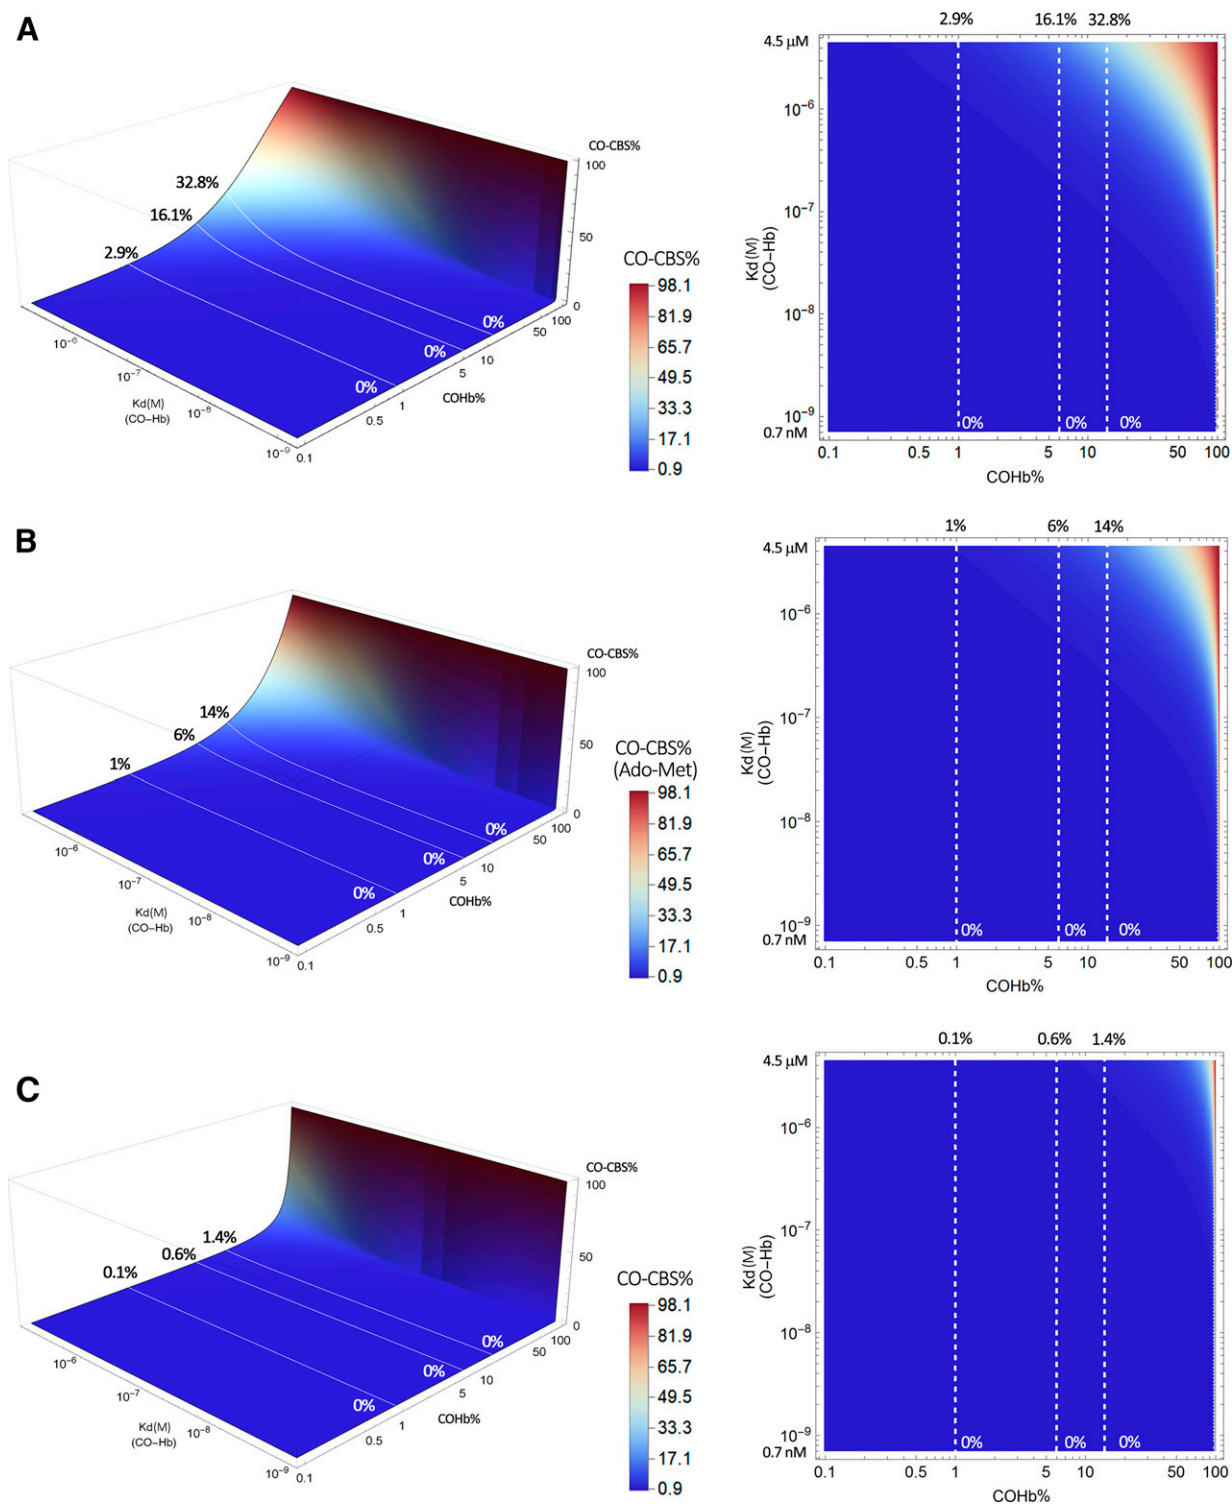 A
2.9% 16.1% 32.8%
4.5 µM
10⁻⁶
10⁻⁷
10⁻⁸
10⁻⁹
0.7 nM
Kd(M)
(CO–Hb)
0% 0% 0%
0.1 0.5 1 5 10 50 100
COHb%
CO-CBS%
100
50
0
32.8%
16.1%
2.9%
0%
0%
0%
10⁻⁶
10⁻⁷
10⁻⁸
10⁻⁹
Kd(M)
(CO–Hb)
0.1 0.5 1 5 10 50 100
COHb%
CO-CBS%
98.1
81.9
65.7
49.5
33.3
17.1
0.9
B
1% 6% 14%
4.5 µM
10⁻⁶
10⁻⁷
10⁻⁸
10⁻⁹
0.7 nM
Kd(M)
(CO–Hb)
0% 0% 0%
0.1 0.5 1 5 10 50 100
COHb%
CO-CBS%
100
50
0
14%
6%
1%
0%
0%
0%
10⁻⁶
10⁻⁷
10⁻⁸
10⁻⁹
Kd(M)
(CO–Hb)
0.1 0.5 1 5 10 50 100
COHb%
CO-CBS%
(Ado-Met)
98.1
81.9
65.7
49.5
33.3
17.1
0.9
C
0.1% 0.6% 1.4%
4.5 µM
10⁻⁶
10⁻⁷
10⁻⁸
10⁻⁹
0.7 nM
Kd(M)
(CO–Hb)
0% 0% 0%
0.1 0.5 1 5 10 50 100
COHb%
CO-CBS%
100
50
0
1.4%
0.6%
0.1%
0%
0%
0%
10⁻⁶
10⁻⁷
10⁻⁸
10⁻⁹
Kd(M)
(CO–Hb)
0.1 0.5 1 5 10 50 100
COHb%
CO-CBS%
98.1
81.9
65.7
49.5
33.3
17.1
0.9